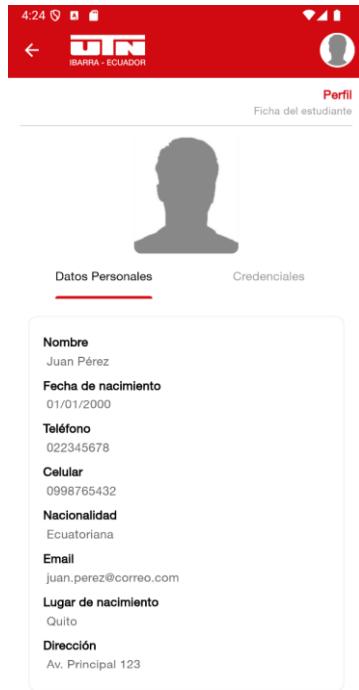 4:24
UTN
IBARRA - ECUADOR
Perfil
Ficha del estudiante
Datos Personales
Credenciales
Nombre
Juan Pérez
Fecha de nacimiento
01/01/2000
Teléfono
022345678
Celular
0998765432
Nacionalidad
Ecuatoriana
Email
juan.perez@correo.com
Lugar de nacimiento
Quito
Dirección
Av. Principal 123